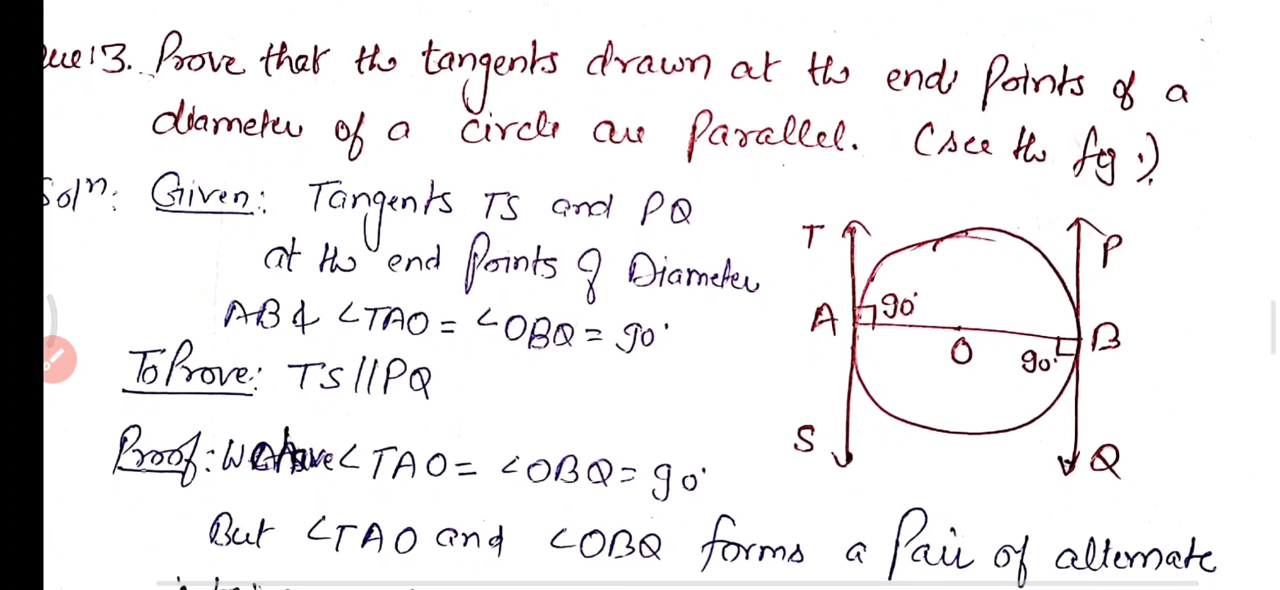 Que 13. Prove that the tangents drawn at the end points of a
diameter of a circle are Parallel. (see the fig:)
Soln: Given: Tangents TS and PQ
at the end Points of Diameter
AB & ∠TAO = ∠OBQ = 90°
To Prove: TS || PQ
Proof: We have ∠TAO = ∠OBQ = 90°
But ∠TAO and ∠OBQ forms a Pair of alternate
T
P
A
90°
O
90°
B
S
Q